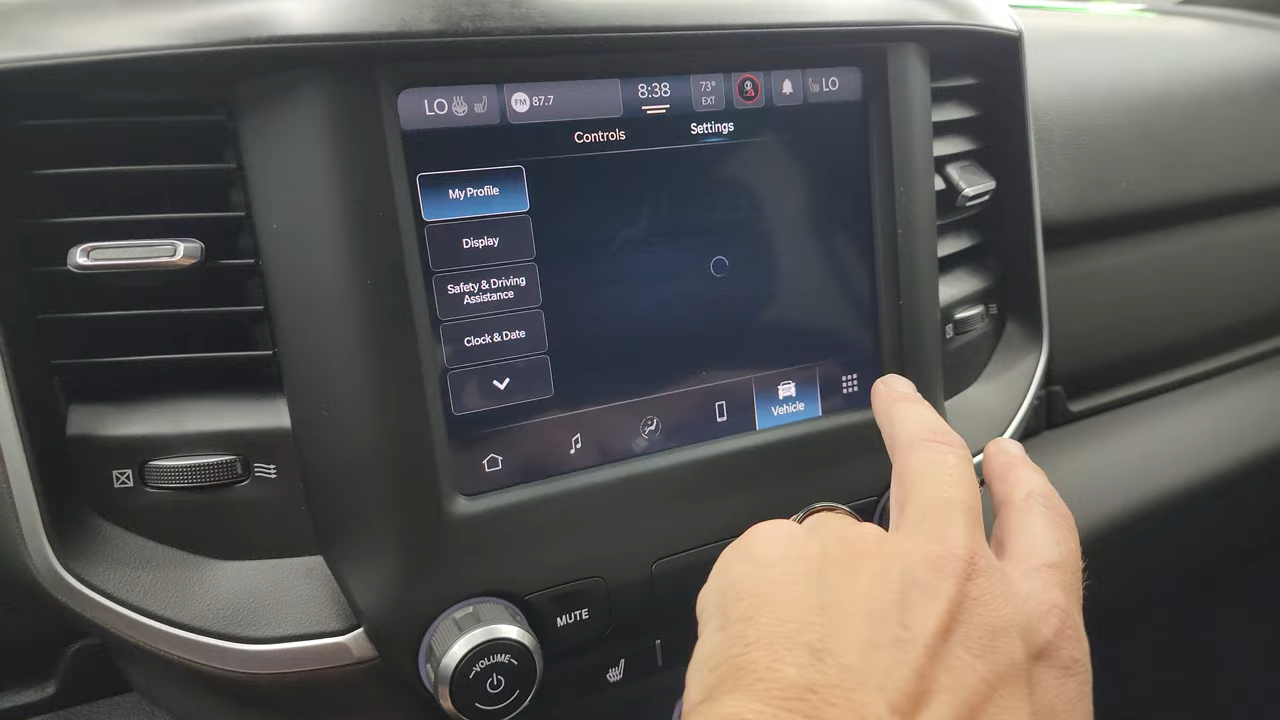 LO
FM 87.7
8:38
73°
EXT
LO
Controls
Settings
My Profile
Display
Safety & Driving
Assistance
Clock & Date
Vehicle
MUTE
VOLUME